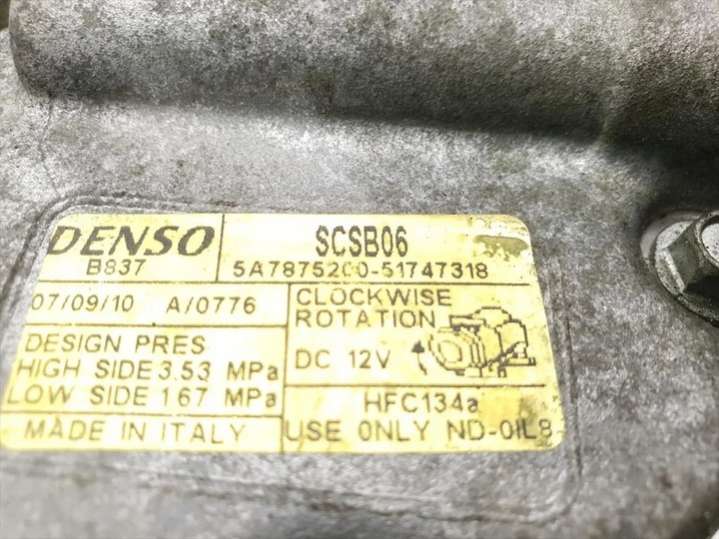 DENSO
SCSB06
B837
5A7875200-51747318
07/09/10 A/0776
CLOCKWISE
ROTATION
DESIGN PRES
HIGH SIDE 3.53 MPa
DC 12V
LOW SIDE 1.67 MPa
HFC134a
MADE IN ITALY
USE ONLY ND-OIL8